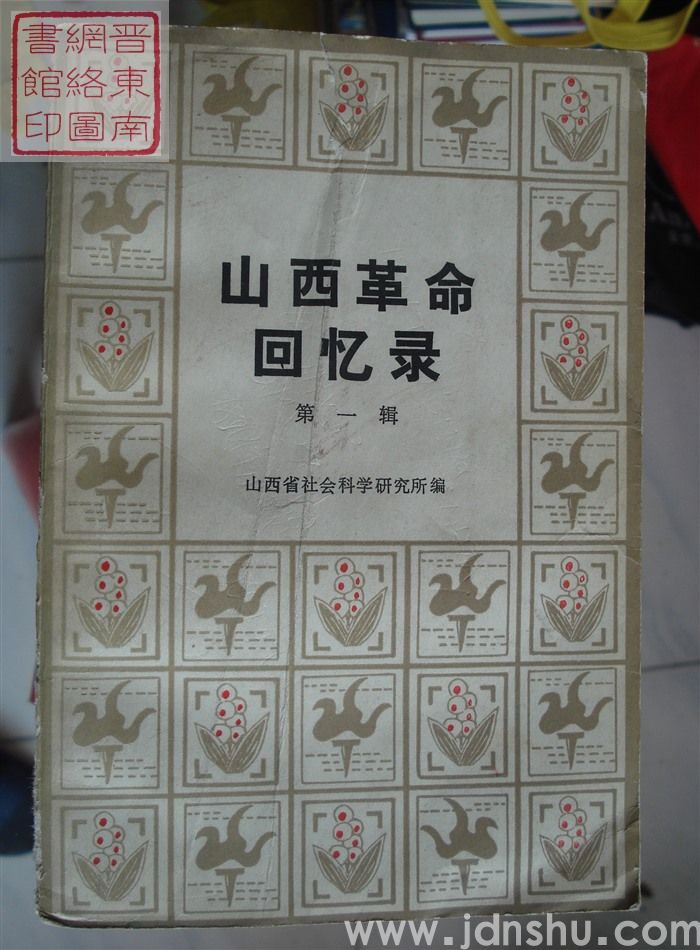 晋東南
網絡圖
書館印
山西革命
回忆录
第一辑
山西省社会科学研究所编
www.jdnshu.com